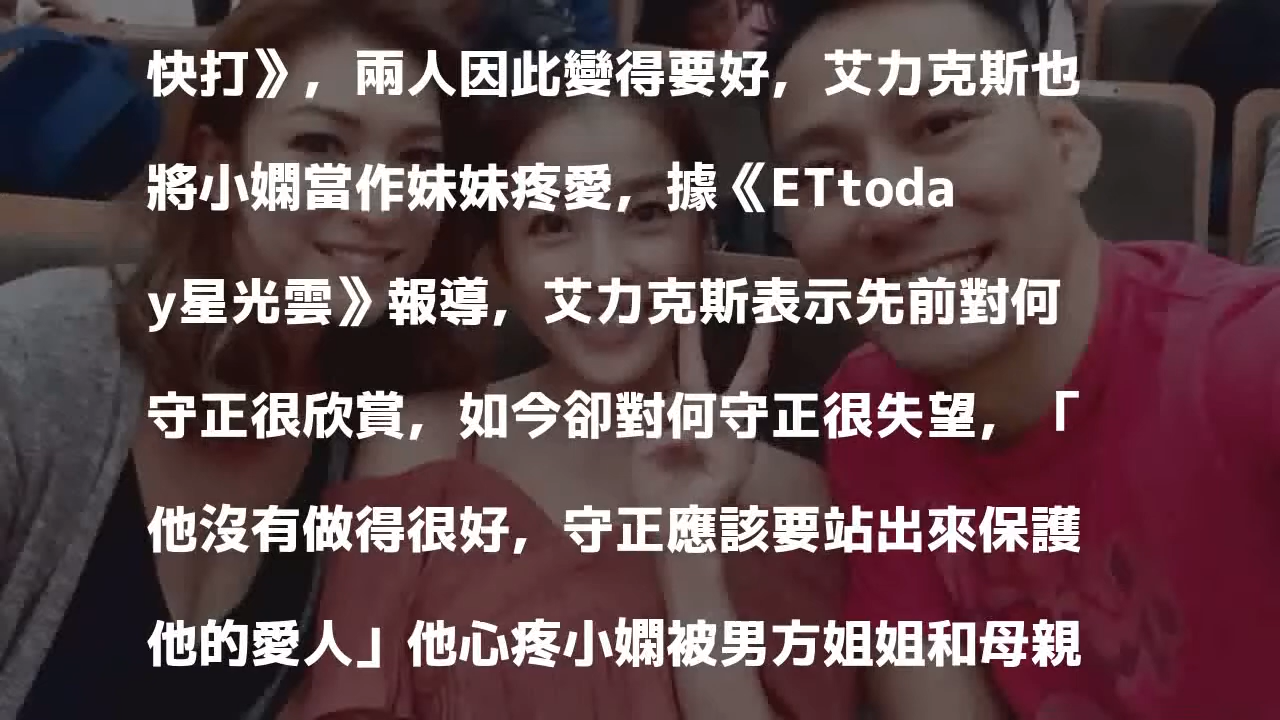 快打》，兩人因此變得要好，艾力克斯也
將小嫻當作妹妹疼愛，據《ETtoda
y星光雲》報導，艾力克斯表示先前對何
守正很欣賞，如今卻對何守正很失望，「
他沒有做得很好，守正應該要站出來保護
他的愛人」他心疼小嫻被男方姐姐和母親